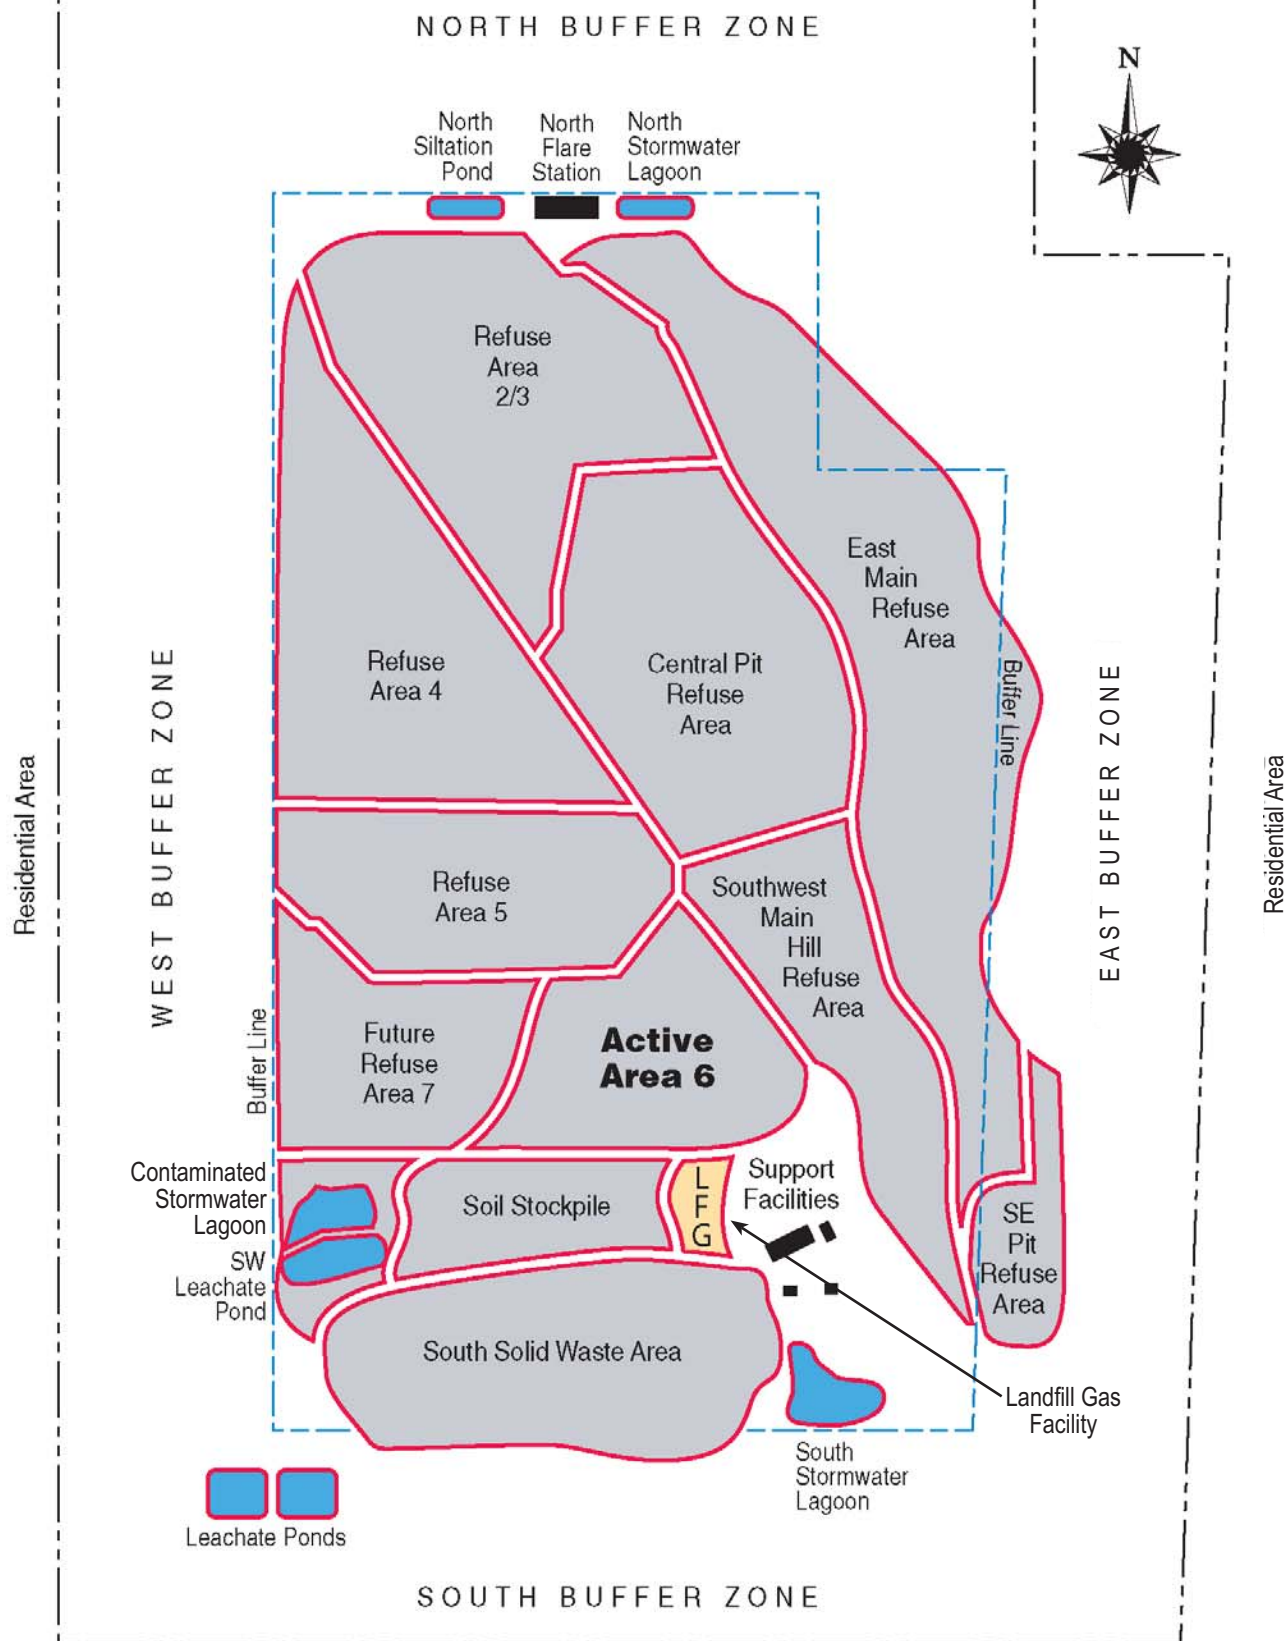 NORTH BUFFER ZONE
N
North
Siltation
Pond
North
Flare
Station
North
Stormwater
Lagoon
Refuse
Area
2/3
East
Main
Refuse
Area
Refuse
Area 4
Central Pit
Refuse
Area
Buffer Line
WEST BUFFER ZONE
EAST BUFFER ZONE
Residential Area
Residential Area
Refuse
Area 5
Southwest
Main
Hill
Refuse
Area
Buffer Line
Future
Refuse
Area 7
Active
Area 6
Contaminated
Stormwater
Lagoon
SW
Leachate
Pond
Soil Stockpile
L
F
G
Support
Facilities
SE
Pit
Refuse
Area
South Solid Waste Area
Landfill Gas
Facility
South
Stormwater
Lagoon
Leachate Ponds
SOUTH BUFFER ZONE